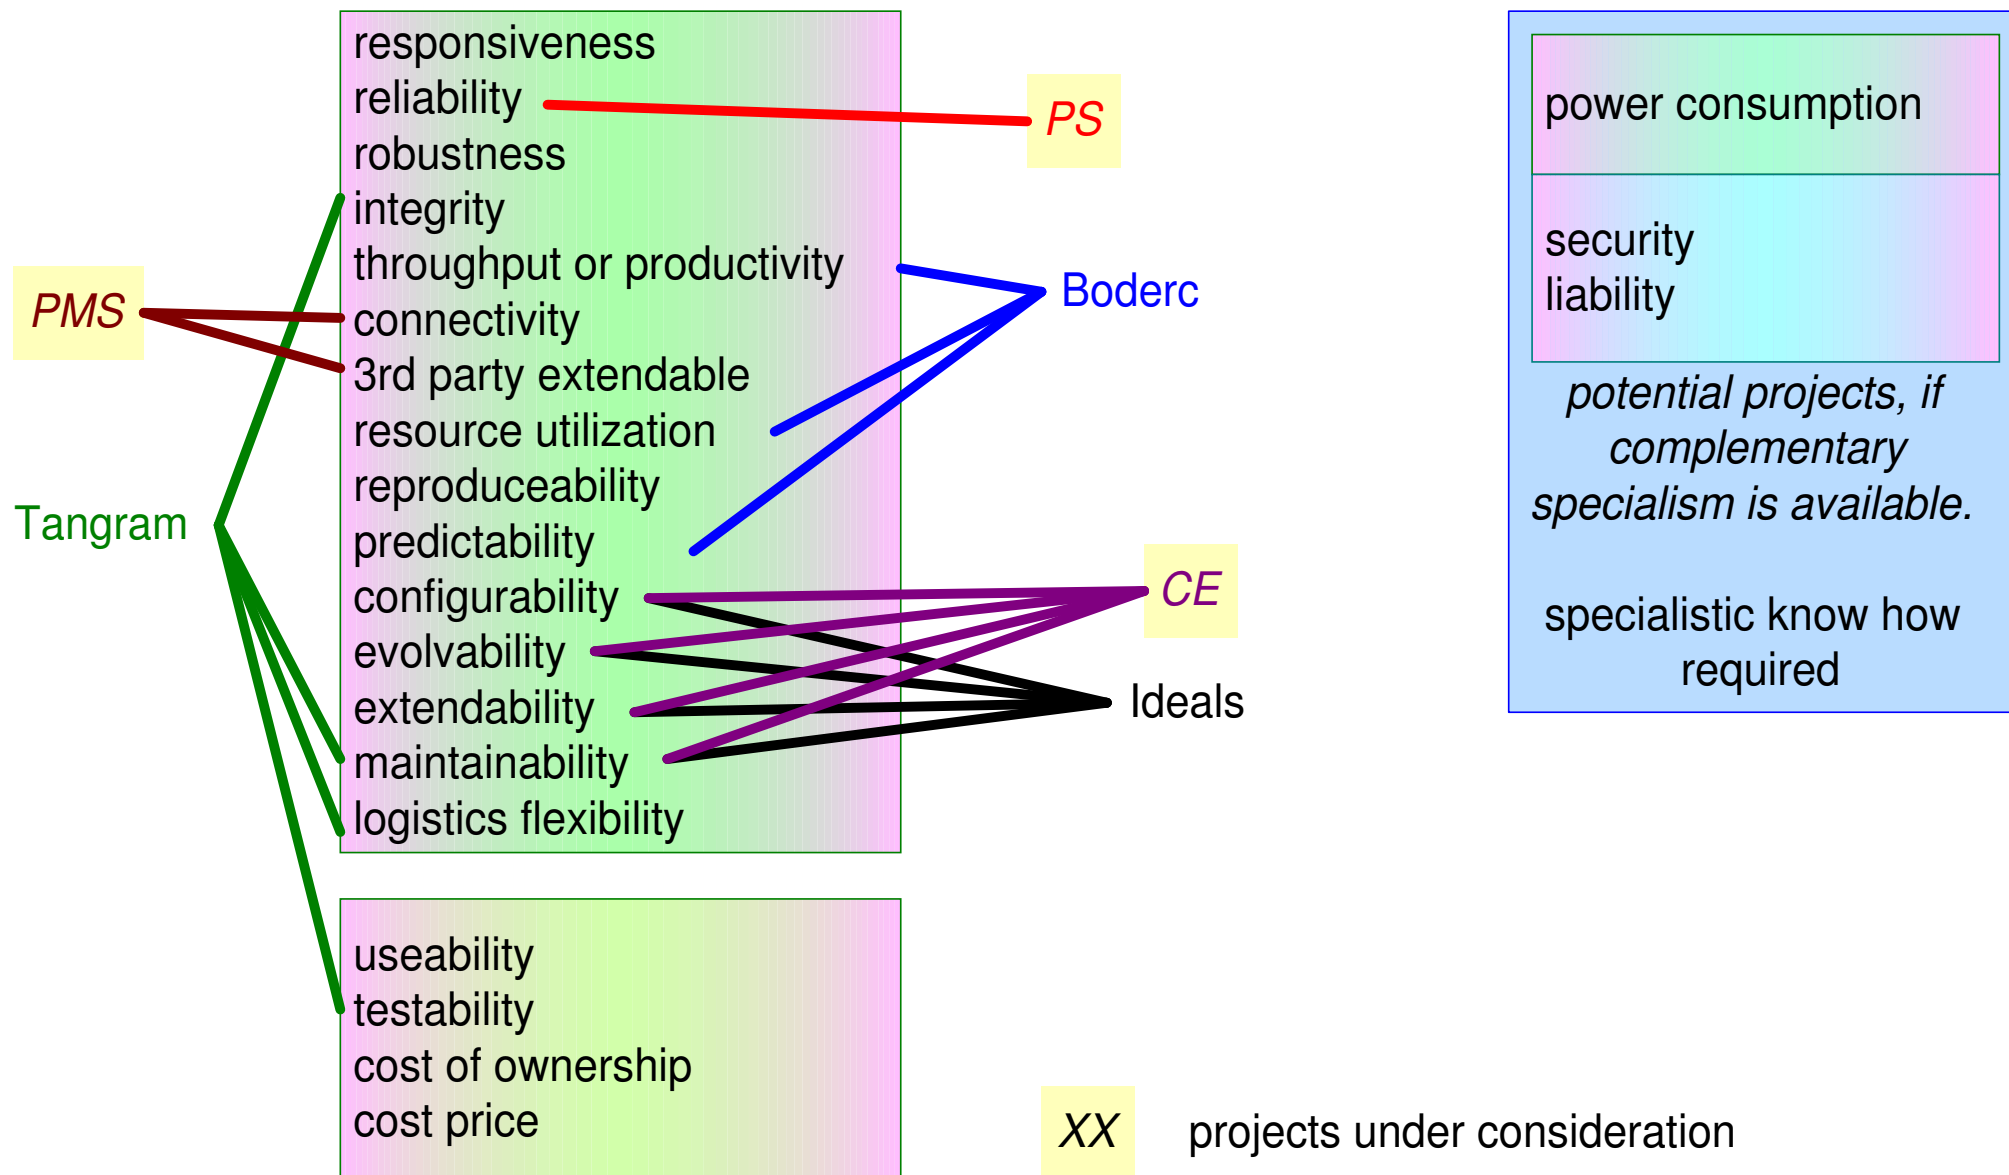 responsiveness
reliability
robustness
integrity
throughput or productivity
connectivity
3rd party extendable
resource utilization
reproduceability
predictability
configurability
evolvability
extendability
maintainability
logistics flexibility
useability
testability
cost of ownership
cost price
PMS
Tangram
PS
Boderc
CE
Ideals
XX
projects under consideration
power consumption
security
liability
potential projects, if
complementary
specialism is available.
specialistic know how
required